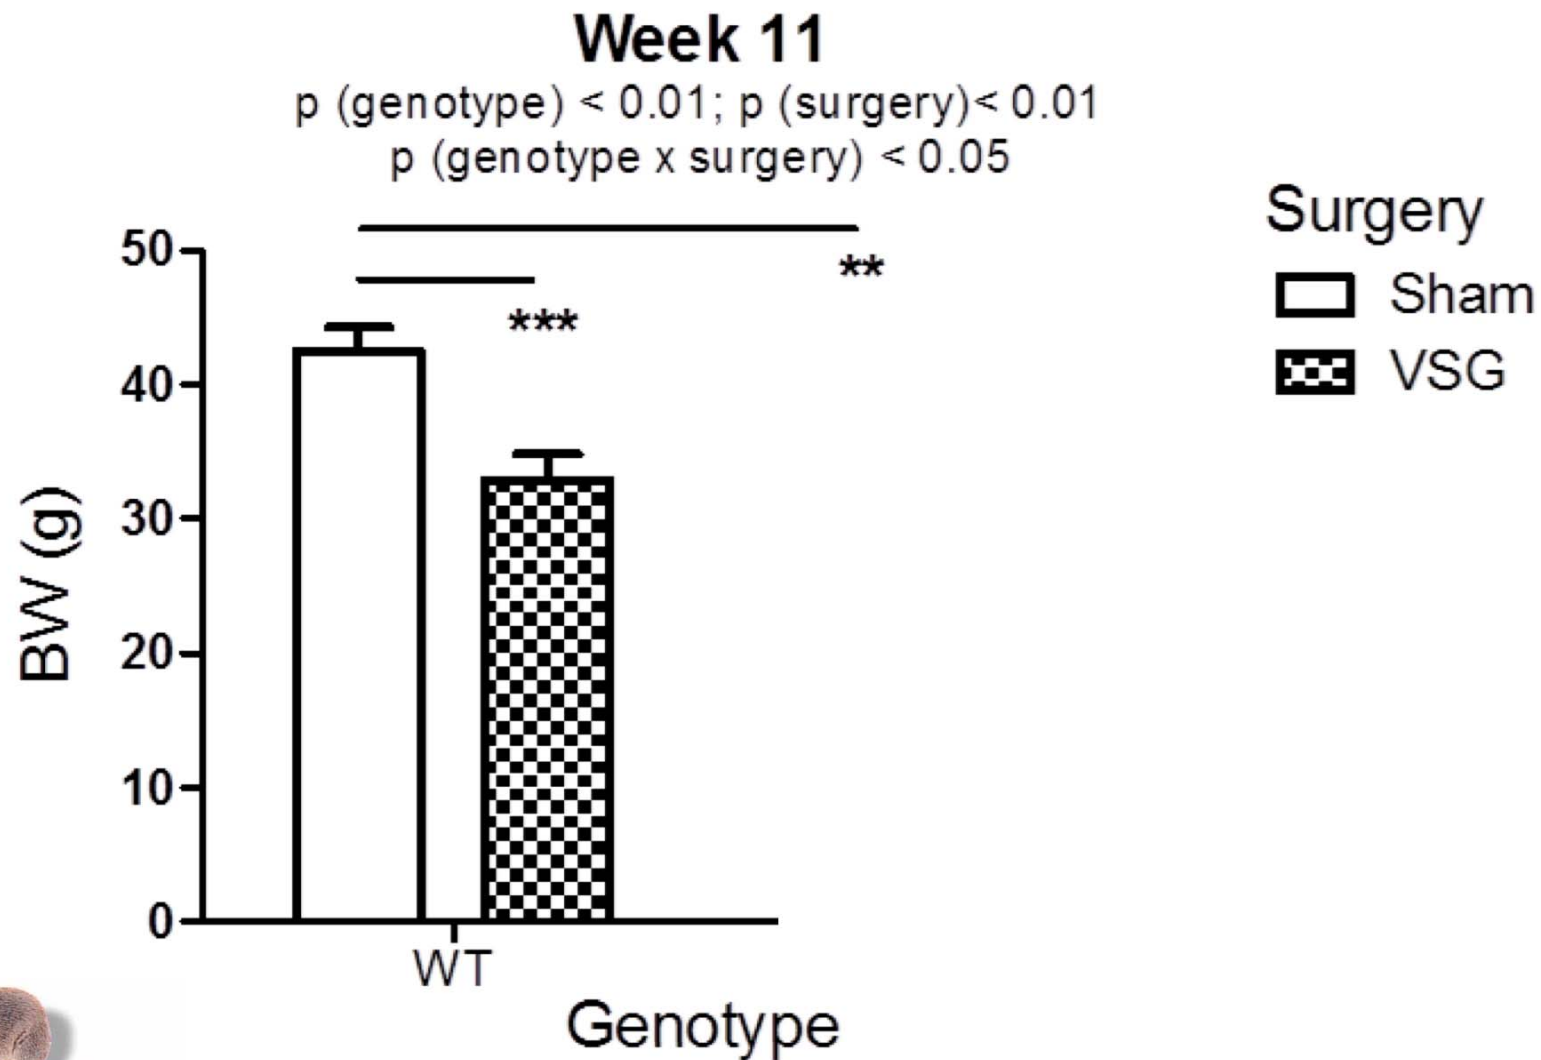 Week 11
p (genotype) < 0.01; p (surgery)< 0.01
p (genotype x surgery) < 0.05
Surgery
Sham
VSG
**
***
50
40
30
20
10
0
BW (g)
WT
Genotype